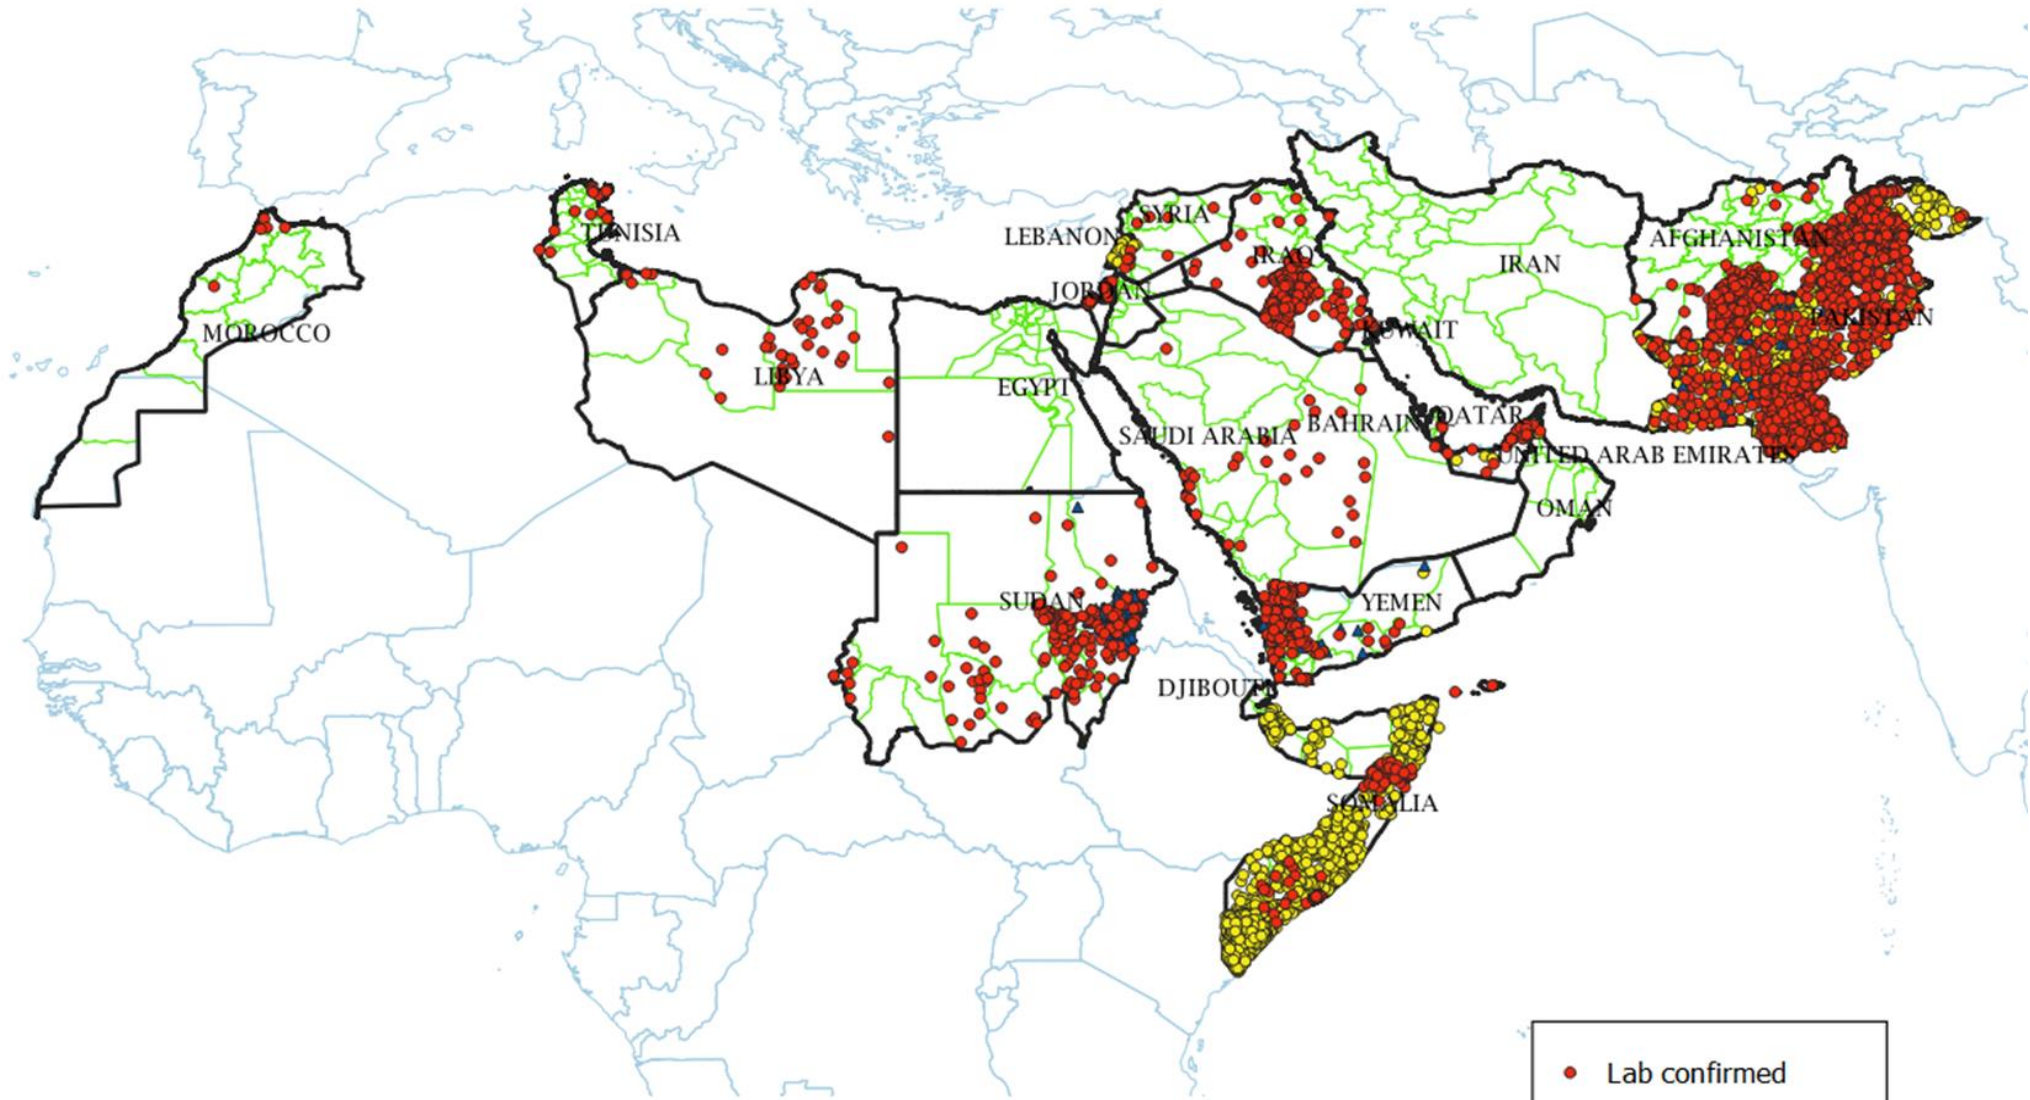 SYRIA
TUNISIA
LEBANON
AFGHANISTAN
IRAQ
IRAN
JORDAN
MOROCCO
KUWAIT
PAKISTAN
LIBYA
EGYPT
BAHRAIN
QATAR
SAUDI ARABIA
UNITED ARAB EMIRATES
OMAN
SUDAN
YEMEN
DJIBOUTI
SOMALIA
Lab confirmed